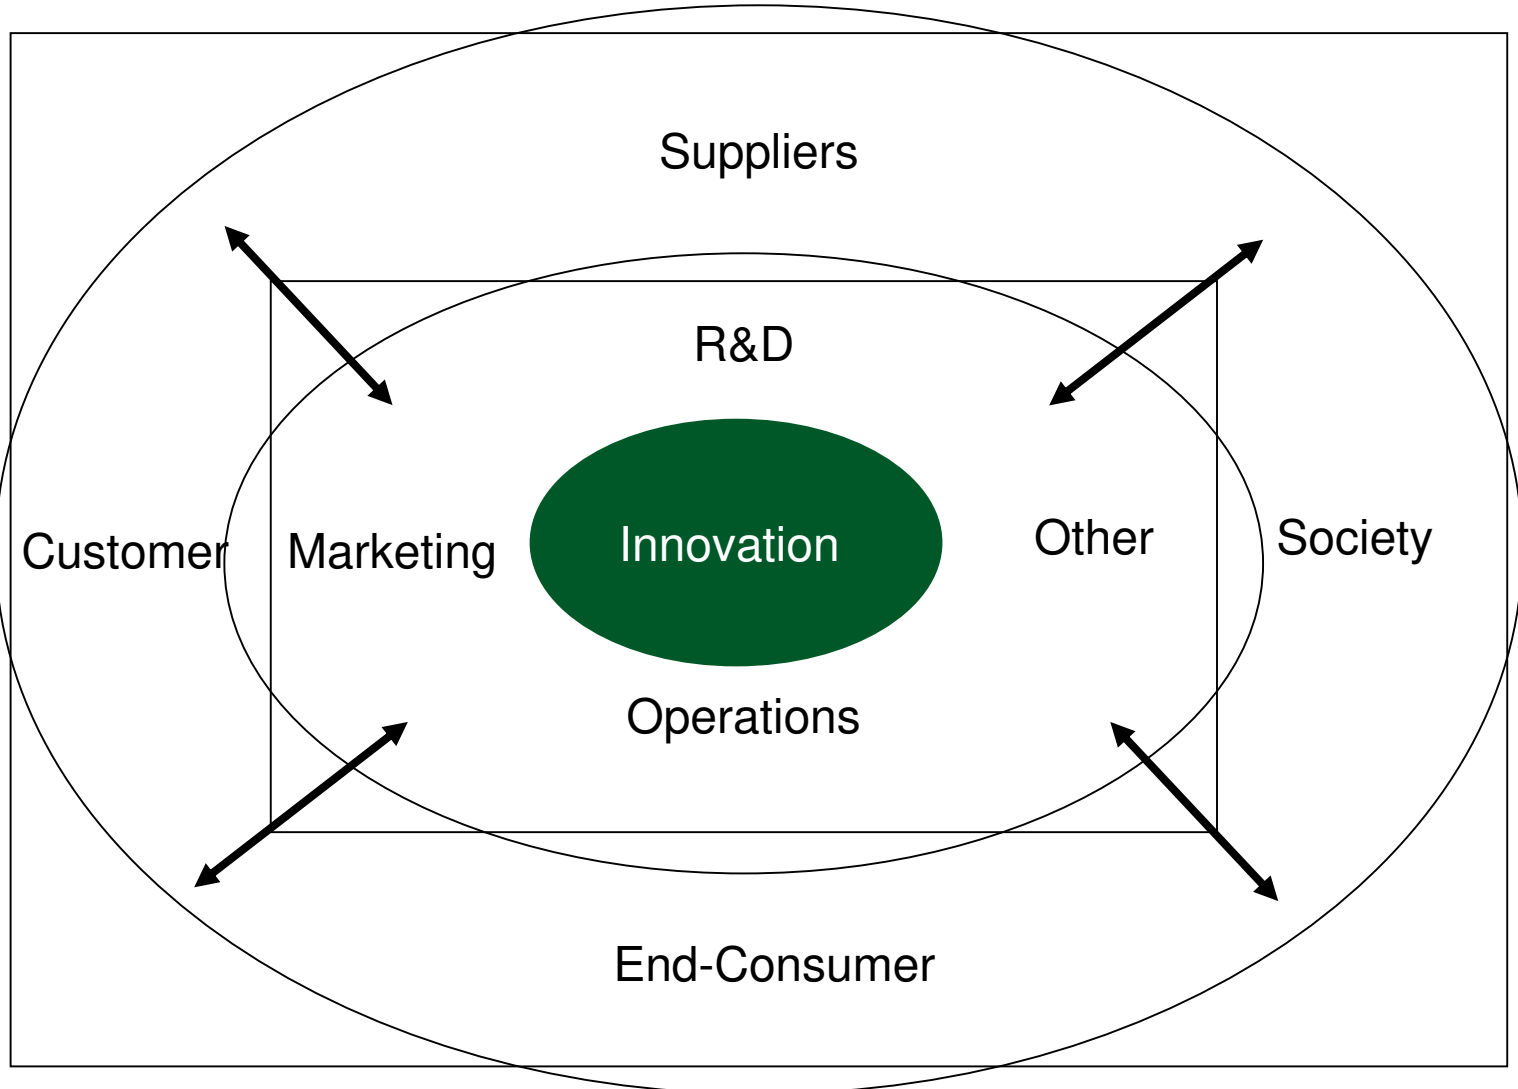 Suppliers
R&D
Customer
Marketing
Innovation
Other
Society
Operations
End-Consumer